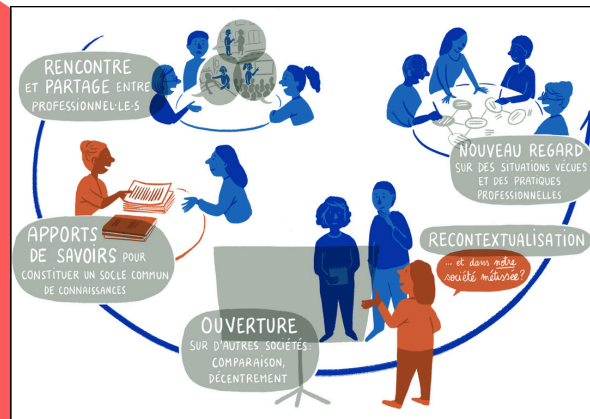 RENCONTRE
ET PARTAGE ENTRE
PROFESSIONNEL·LE·S
APPORTS
DE SAVOIRS POUR
CONSTITUER UN SOCLE COMMUN
DE CONNAISSANCES
OUVERTURE
SUR D'AUTRES SOCIÉTÉS:
COMPARAISON,
DÉCENTREMENT
RECONTEXTUALISATION
... et dans notre
société métissée?
NOUVEAU REGARD
SUR DES SITUATIONS VÉCUES
ET DES PRATIQUES
PROFESSIONNELLES